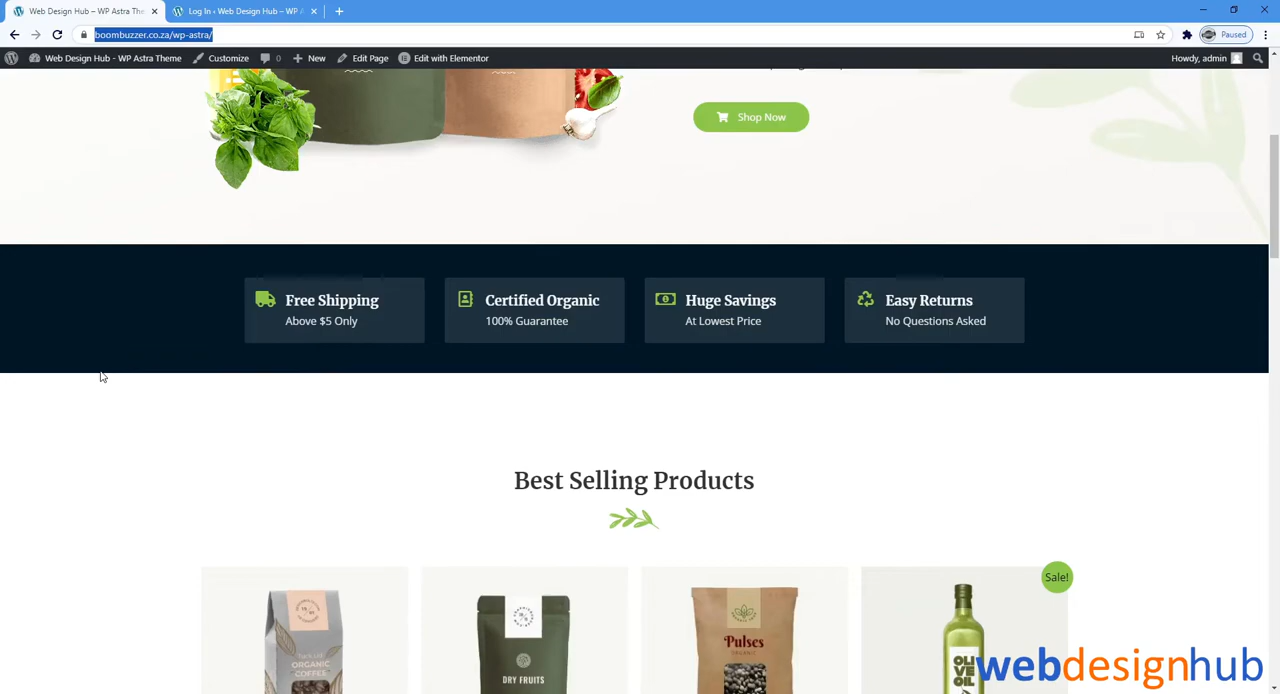 Web Design Hub – WP Astra The
Log In ‹ Web Design Hub – WP A
boombuzzer.co.za/wp-astra/
Paused
Web Design Hub - WP Astra Theme
Customize
0
New
Edit Page
Edit with Elementor
Howdy, admin
Shop Now
Free Shipping
Above $5 Only
Certified Organic
100% Guarantee
Huge Savings
At Lowest Price
Easy Returns
No Questions Asked
Best Selling Products
Sale!
ORGANIC
COFFEE
DRY FRUITS
Pulses
ORGANIC
OLI
VE
OIL
webdesignhub